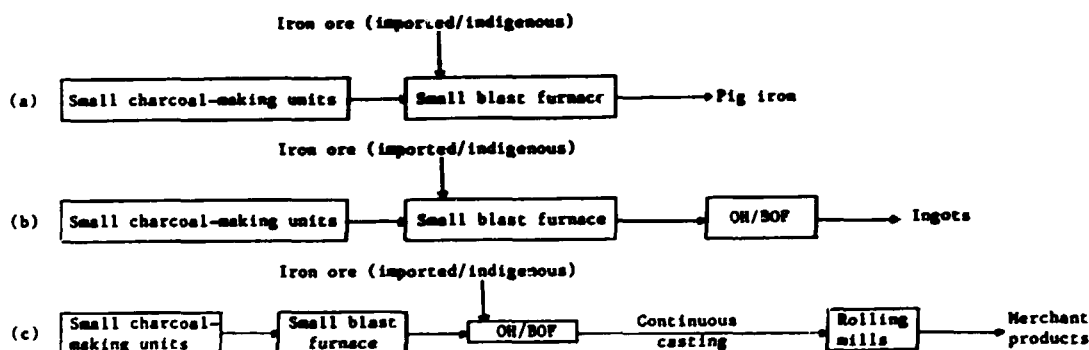 Iron ore (imported/indigenous)
(a) Small charcoal-making units Small blast furnace Pig iron
Iron ore (imported/indigenous)
(b) Small charcoal-making units Small blast furnace OH/BOF Ingots
Iron ore (imported/indigenous)
(c) Small charcoal- Small blast OH/BOF Continuous Rolling Merchant
making units furnace casting mills products